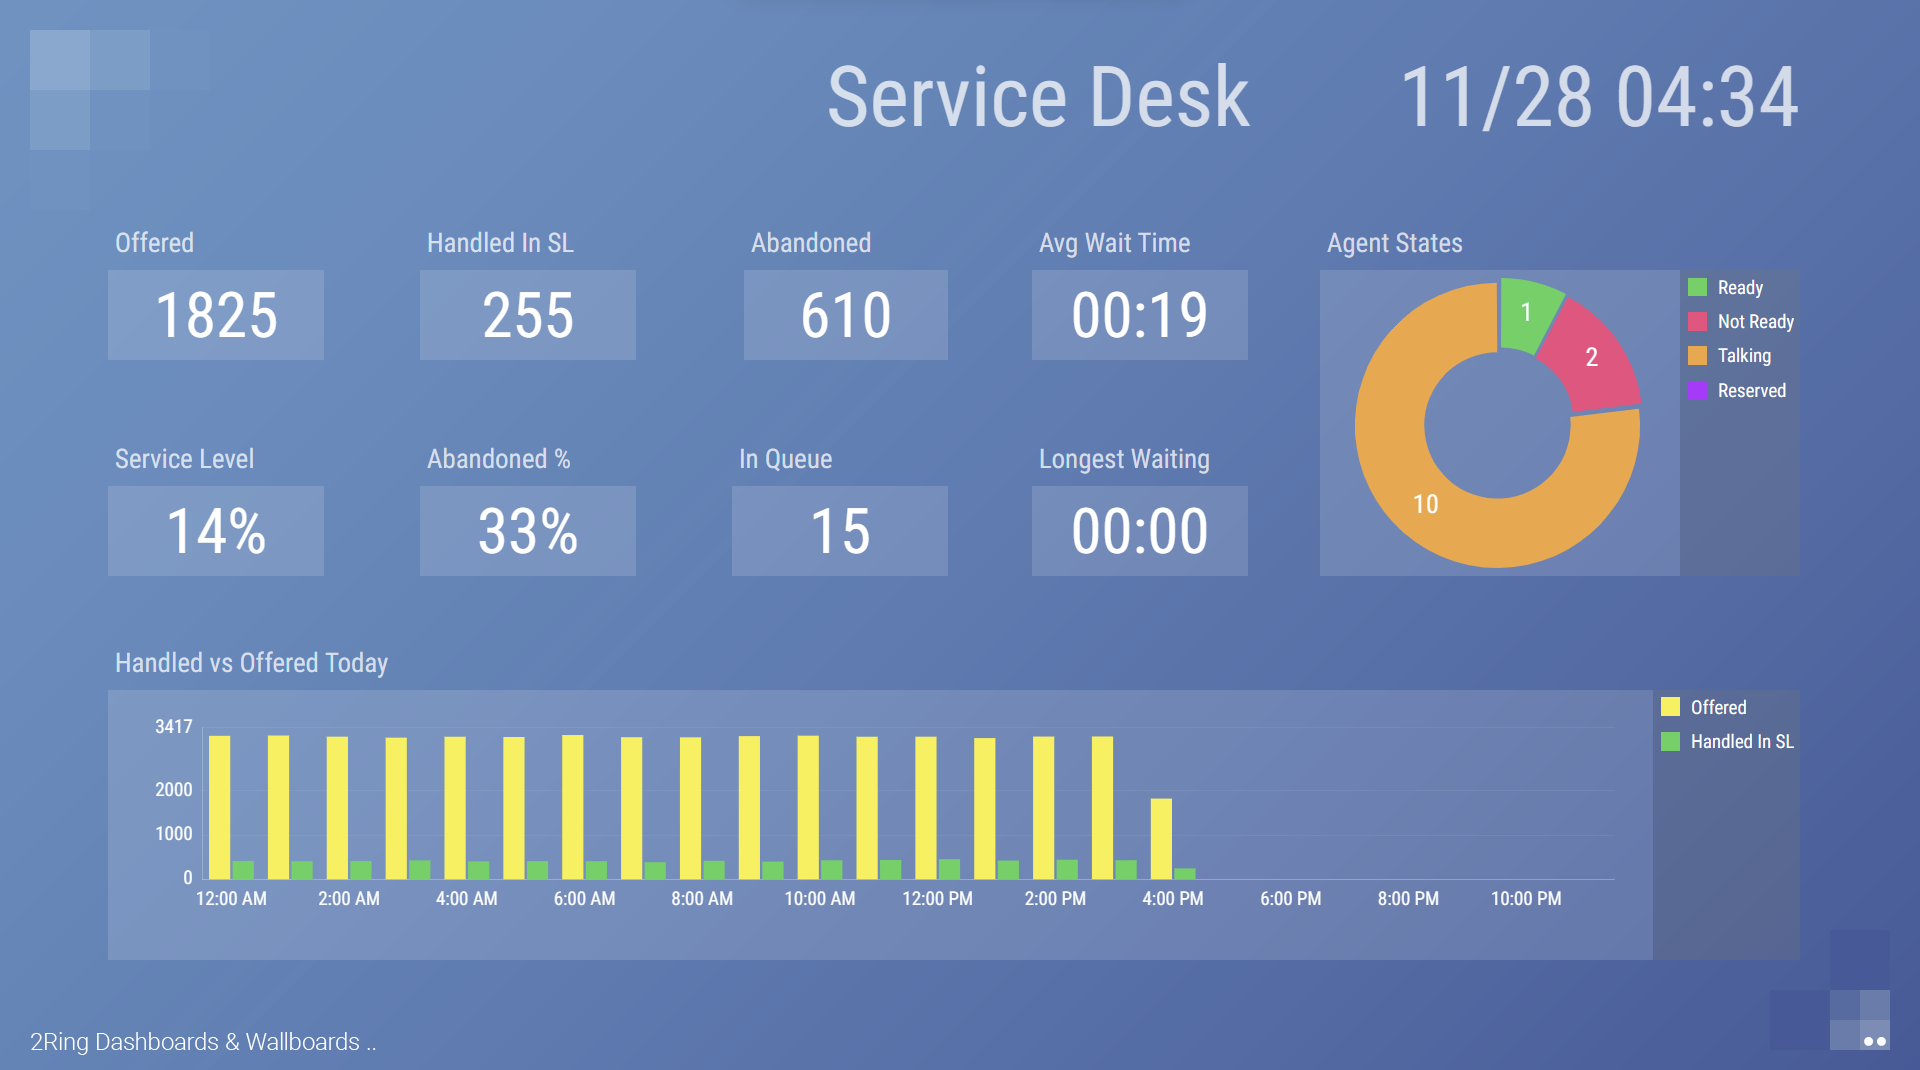 Service Desk 11/28 04:34
Offered Handled In SL Abandoned Avg Wait Time Agent States
1825 255 610 00:19
1
2
10
Ready
Not Ready
Talking
Reserved
Service Level Abandoned % In Queue Longest Waiting
14% 33% 15 00:00
Handled vs Offered Today
3417
2000
1000
0
12:00 AM 2:00 AM 4:00 AM 6:00 AM 8:00 AM 10:00 AM 12:00 PM 2:00 PM 4:00 PM 6:00 PM 8:00 PM 10:00 PM
Offered
Handled In SL
2Ring Dashboards & Wallboards ..